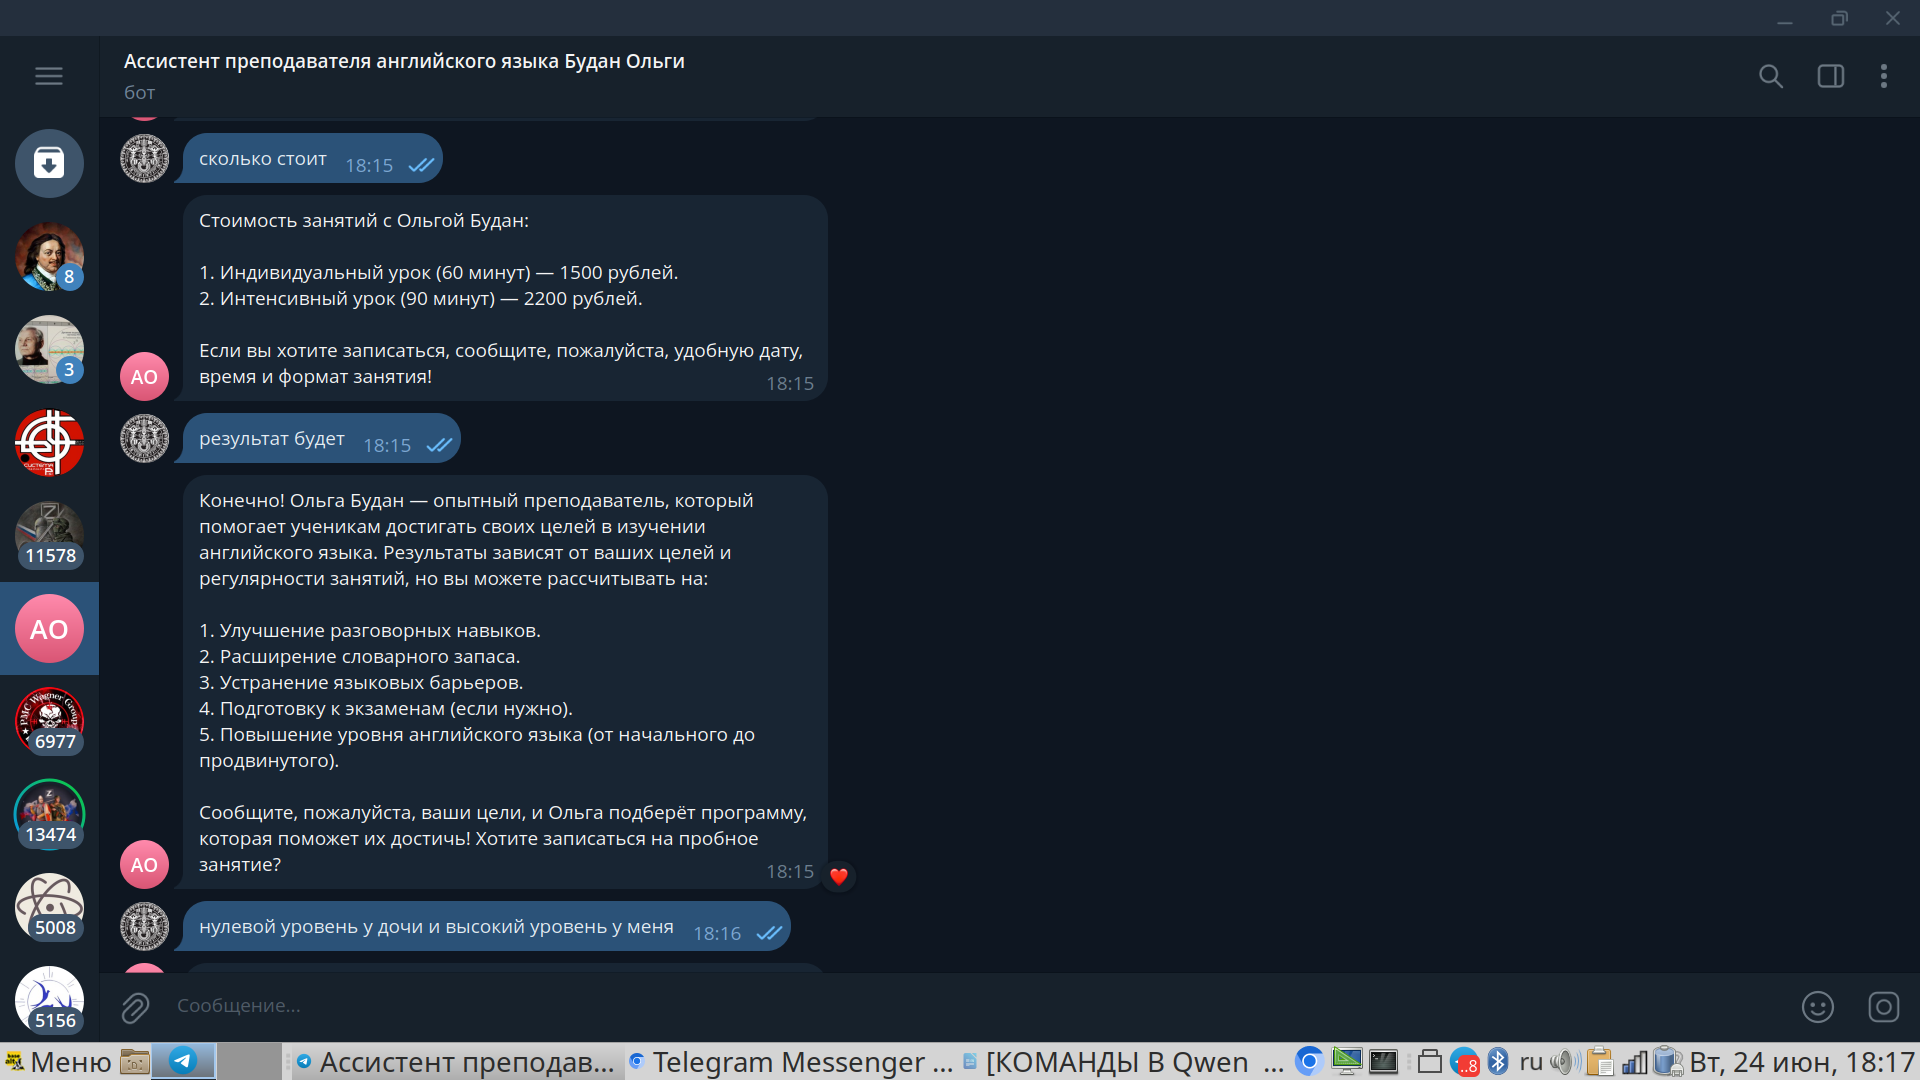 Ассистент преподавателя английского языка Будан Ольги
бот
сколько стоит 18:15
Стоимость занятий с Ольгой Будан:
1. Индивидуальный урок (60 минут) — 1500 рублей.
2. Интенсивный урок (90 минут) — 2200 рублей.
Если вы хотите записаться, сообщите, пожалуйста, удобную дату,
время и формат занятия! 18:15
АО
результат будет 18:15
Конечно! Ольга Будан — опытный преподаватель, который
помогает ученикам достигать своих целей в изучении
английского языка. Результаты зависят от ваших целей и
регулярности занятий, но вы можете рассчитывать на:
1. Улучшение разговорных навыков.
2. Расширение словарного запаса.
3. Устранение языковых барьеров.
4. Подготовку к экзаменам (если нужно).
5. Повышение уровня английского языка (от начального до
продвинутого).
Сообщите, пожалуйста, ваши цели, и Ольга подберёт программу,
которая поможет их достичь! Хотите записаться на пробное
занятие? 18:15
АО
нулевой уровень у дочи и высокий уровень у меня 18:16
Сообщение...
8
3
11578
АО
PMC Wagner Group
6977
13474
5008
5156
Меню
Ассистент преподав...
Telegram Messenger ...
[КОМАНДЫ В Qwen ...
..8
ru
Вт, 24 июн, 18:17